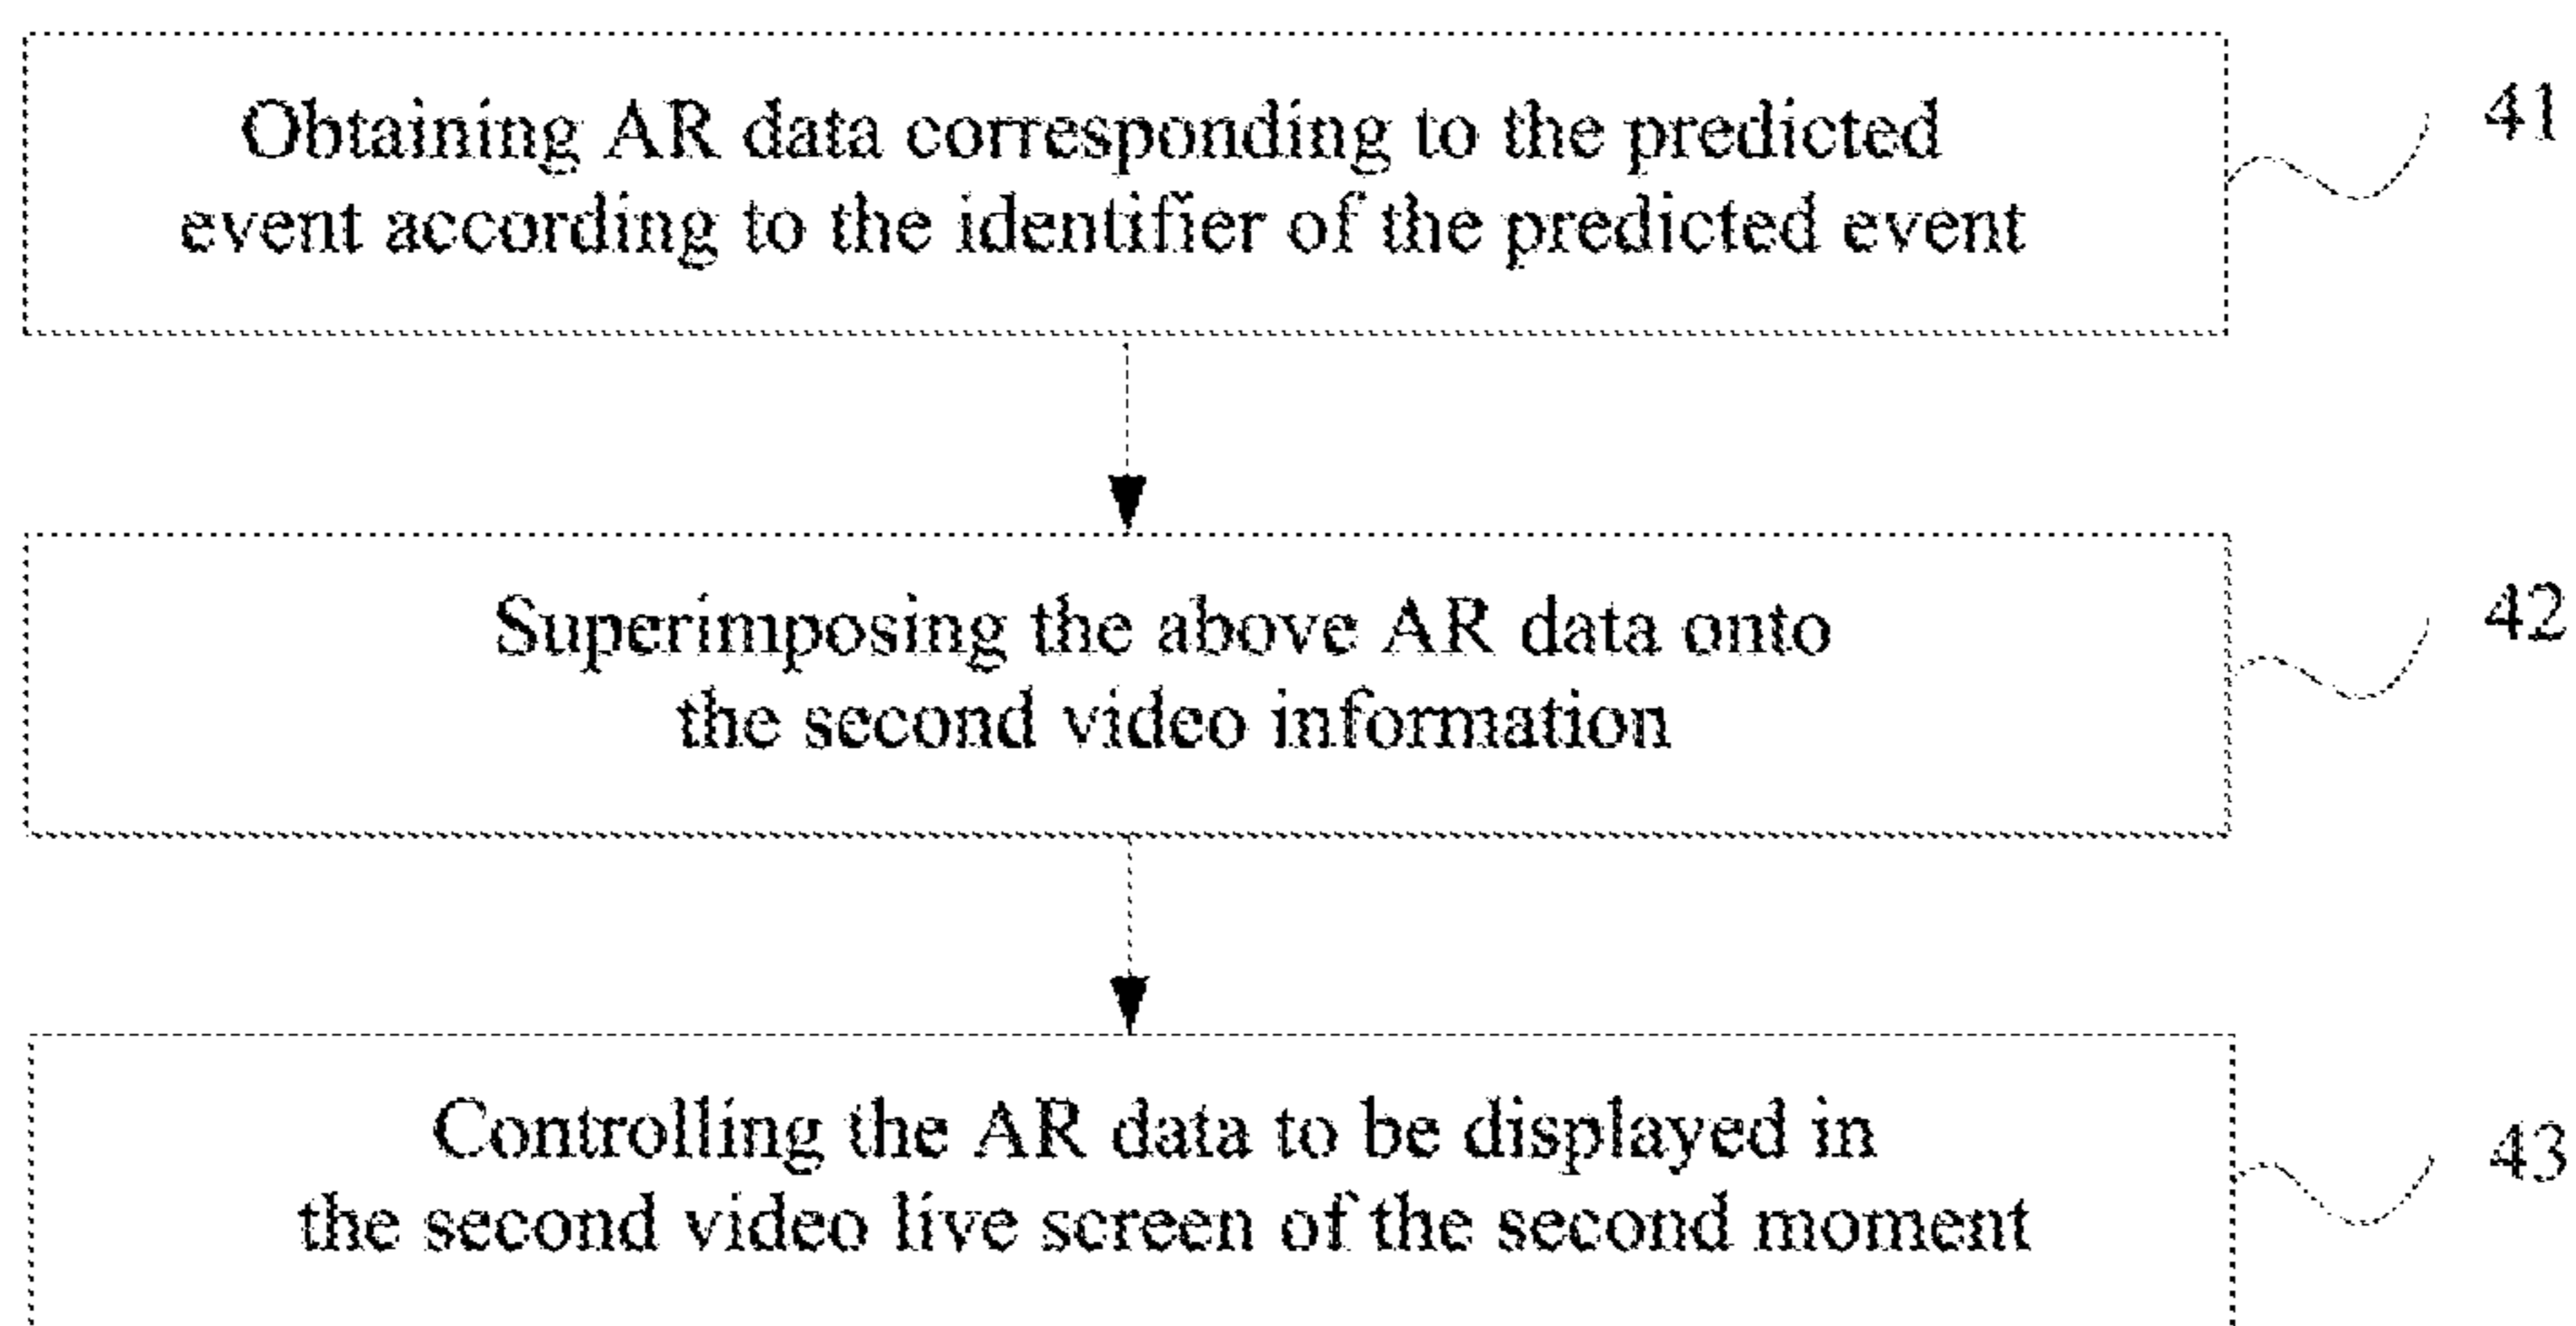 Obtaining AR data corresponding to the predicted
event according to the identifier of the predicted event
41
Superimposing the above AR data onto
the second video information
42
Controlling the AR data to be displayed in
the second video live screen of the second moment
43